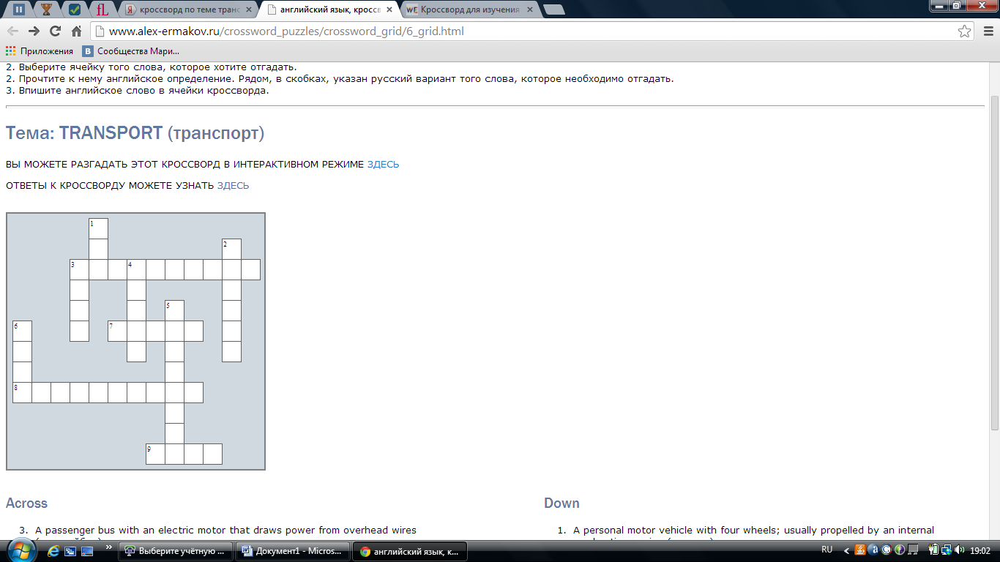 кроссворд по теме транс
английский язык, кроссв
Кроссворд для изучения
www.alex-ermakov.ru/crossword_puzzles/crossword_grid/6_grid.html
Приложения
Сообщества Мари...
2. Выберите ячейку того слова, которое хотите отгадать.
2. Прочтите к нему английское определение. Рядом, в скобках, указан русский вариант того слова, которое необходимо отгадать.
3. Впишите английское слово в ячейки кроссворда.
Тема: TRANSPORT (транспорт)
ВЫ МОЖЕТЕ РАЗГАДАТЬ ЭТОТ КРОССВОРД В ИНТЕРАКТИВНОМ РЕЖИМЕ ЗДЕСЬ
ОТВЕТЫ К КРОССВОРДУ МОЖЕТЕ УЗНАТЬ ЗДЕСЬ
1
2
3 4
5
6 7
8
9
Across
Down
3. A passenger bus with an electric motor that draws power from overhead wires
1. A personal motor vehicle with four wheels; usually propelled by an internal
Выберите учётную ...
Документ1 - Micros...
английский язык, к...
RU
19:02